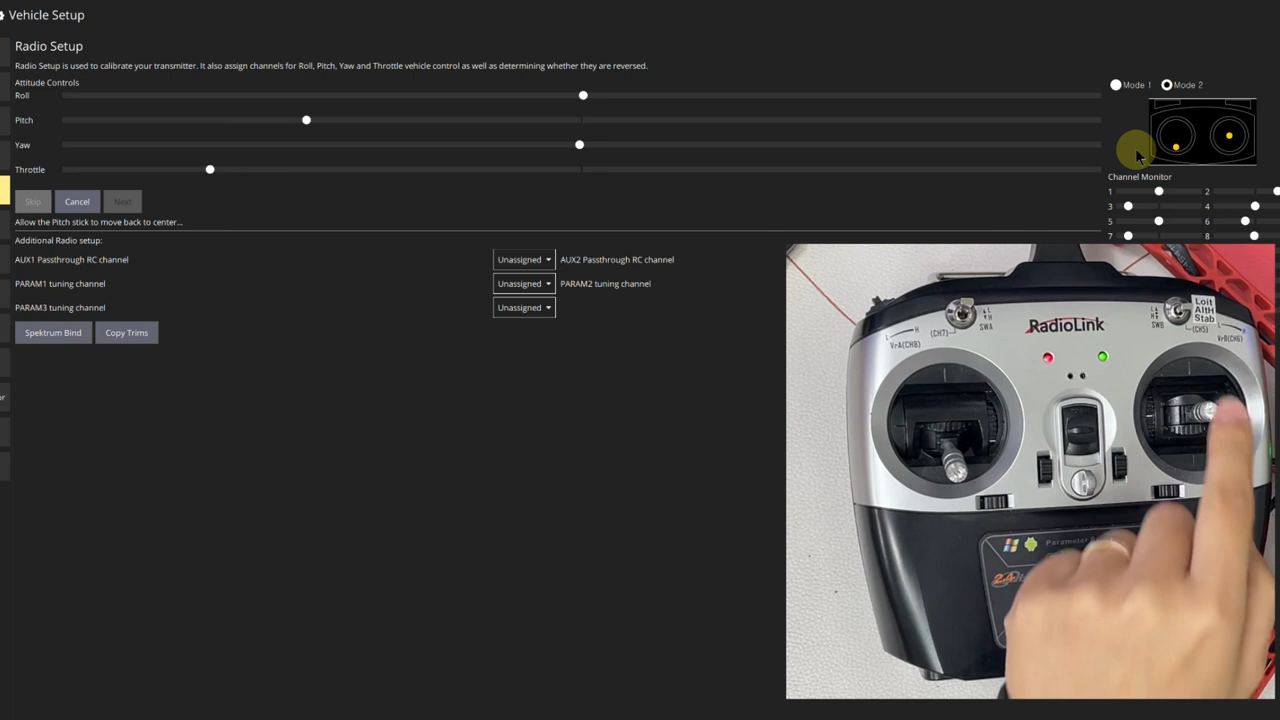 Vehicle Setup
Radio Setup
Radio Setup is used to calibrate your transmitter. It also assign channels for Roll, Pitch, Yaw and Throttle vehicle control as well as determining whether they are reversed.
Attitude Controls
Roll
Pitch
Yaw
Throttle
Skip Cancel Next
Allow the Pitch stick to move back to center...
Additional Radio setup:
AUX1 Passthrough RC channel Unassigned AUX2 Passthrough RC channel
PARAM1 tuning channel Unassigned PARAM2 tuning channel
PARAM3 tuning channel Unassigned
Spektrum Bind Copy Trims
or
Mode 1 Mode 2
Channel Monitor
1 2
3 4
5 6
7 8
RadioLink
SWA
(CH7)
VrA(CH8)
L H
SWB
(CH5)
VrB(CH6)
Loit
AltH
Stab